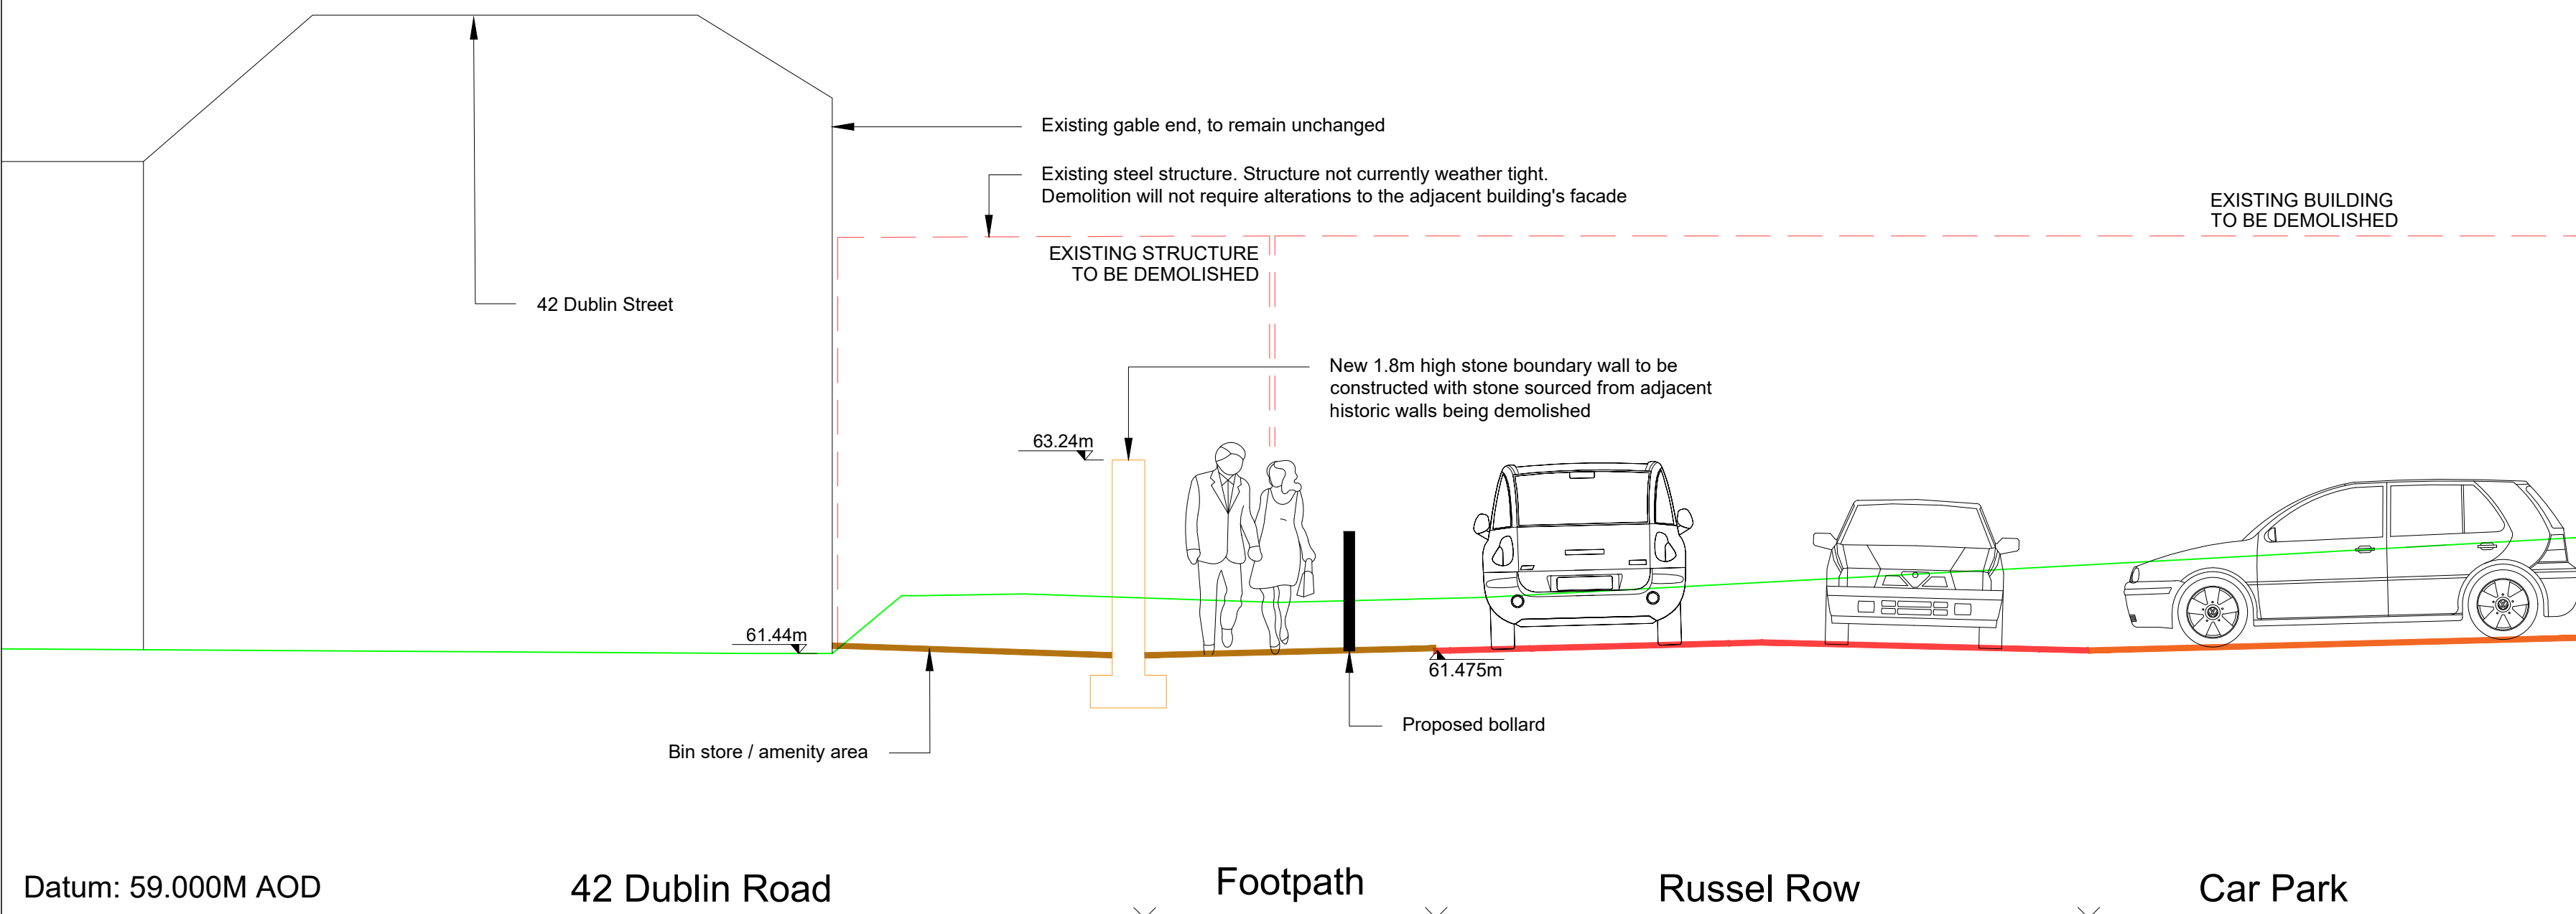 Existing gable end, to remain unchanged
Existing steel structure. Structure not currently weather tight.
Demolition will not require alterations to the adjacent building's facade
EXISTING BUILDING
TO BE DEMOLISHED
EXISTING STRUCTURE
TO BE DEMOLISHED
42 Dublin Street
New 1.8m high stone boundary wall to be
constructed with stone sourced from adjacent
historic walls being demolished
63.24m
61.44m
61.475m
Proposed bollard
Bin store / amenity area
Datum: 59.000M AOD
42 Dublin Road
Footpath
Russel Row
Car Park